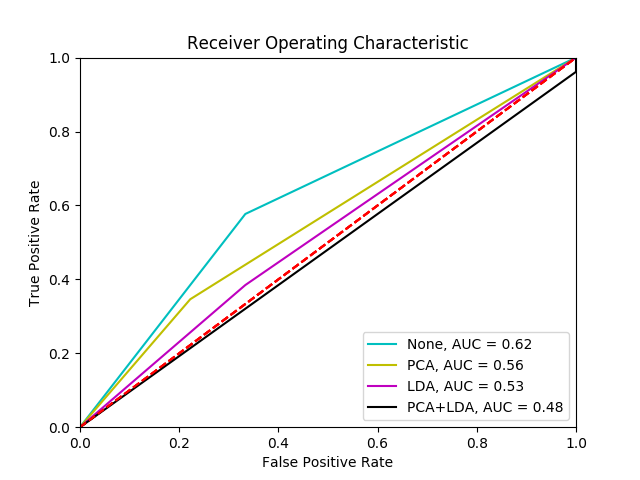 Receiver Operating Characteristic
True Positive Rate
1.0
0.8
0.6
0.4
0.2
0.0
None, AUC = 0.62
PCA, AUC = 0.56
LDA, AUC = 0.53
PCA+LDA, AUC = 0.48
0.0 0.2 0.4 0.6 0.8 1.0
False Positive Rate